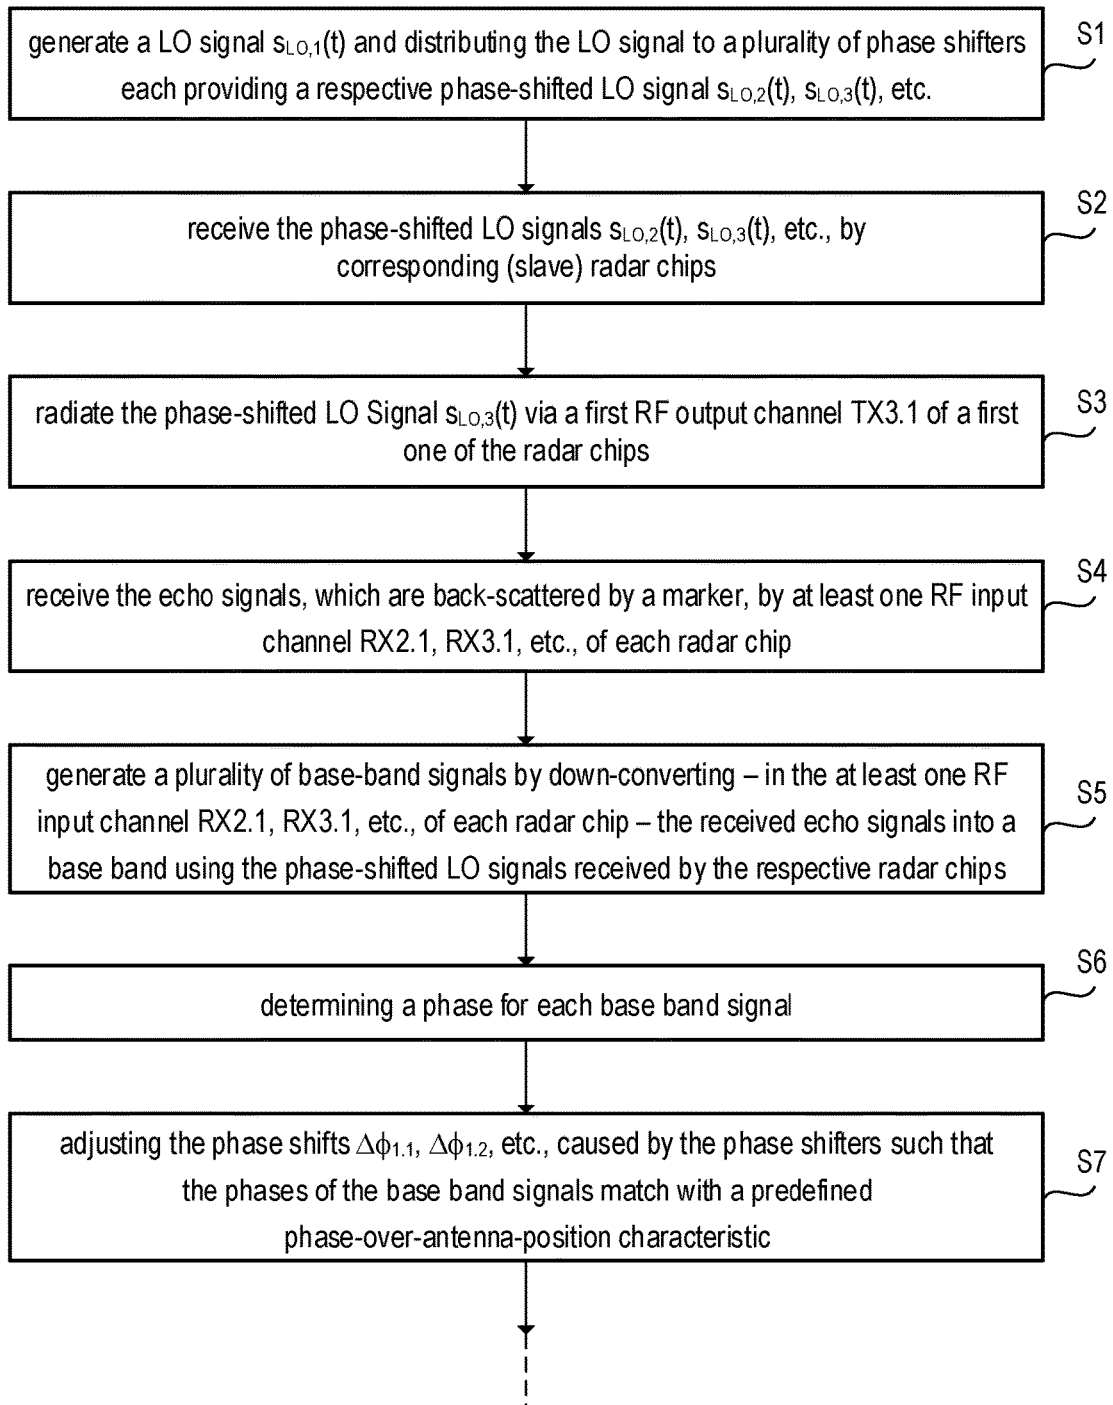 generate a LO signal sLO,1(t) and distributing the LO signal to a plurality of phase shifters
each providing a respective phase-shifted LO signal sLO,2(t), sLO,3(t), etc.
S1
receive the phase-shifted LO signals sLO,2(t), sLO,3(t), etc., by
corresponding (slave) radar chips
S2
radiate the phase-shifted LO Signal sLO,3(t) via a first RF output channel TX3.1 of a first
one of the radar chips
S3
receive the echo signals, which are back-scattered by a marker, by at least one RF input
channel RX2.1, RX3.1, etc., of each radar chip
S4
generate a plurality of base-band signals by down-converting – in the at least one RF
input channel RX2.1, RX3.1, etc., of each radar chip – the received echo signals into a
base band using the phase-shifted LO signals received by the respective radar chips
S5
determining a phase for each base band signal
S6
adjusting the phase shifts Δϕ1.1, Δϕ1.2, etc., caused by the phase shifters such that
the phases of the base band signals match with a predefined
phase-over-antenna-position characteristic
S7